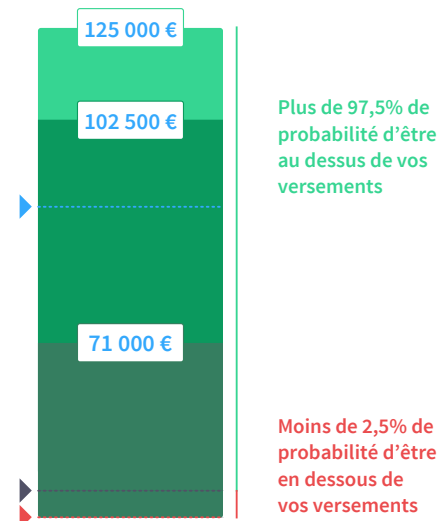 125 000 €
102 500 €
Plus de 97,5% de
probabilité d’être
au dessus de vos
versements
71 000 €
Moins de 2,5% de
probabilité d’être
en dessous de
vos versements